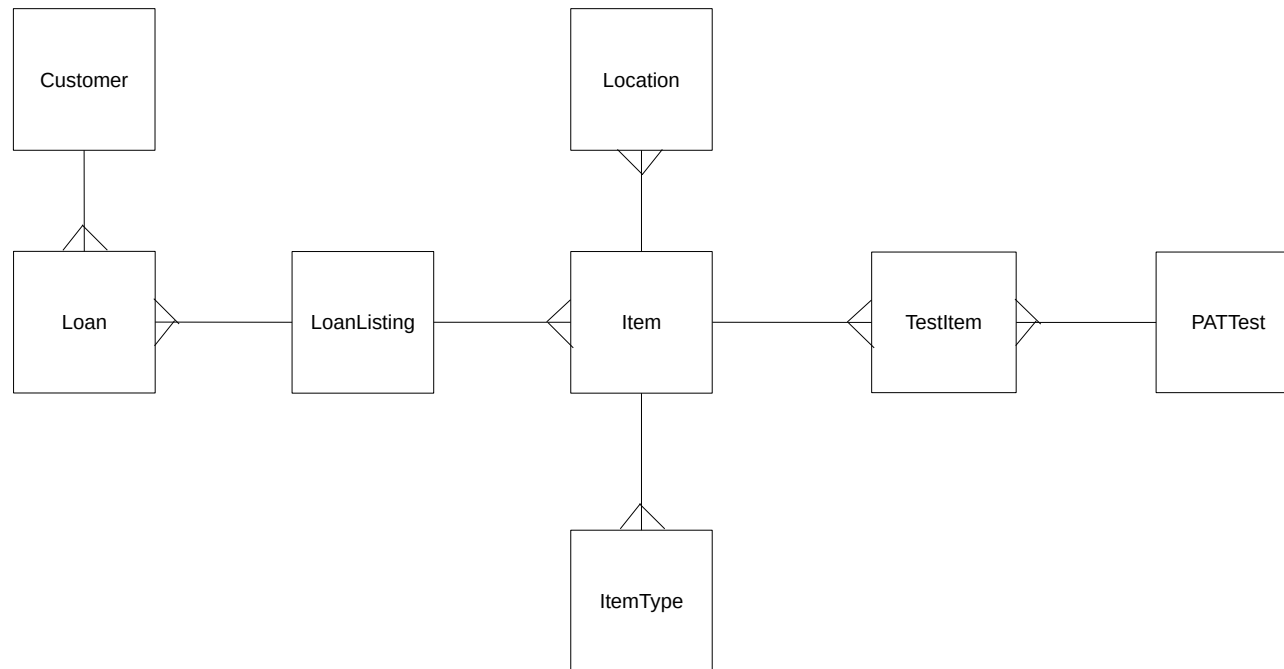 Customer
Location
Loan
LoanListing
Item
TestItem
PATTest
ItemType